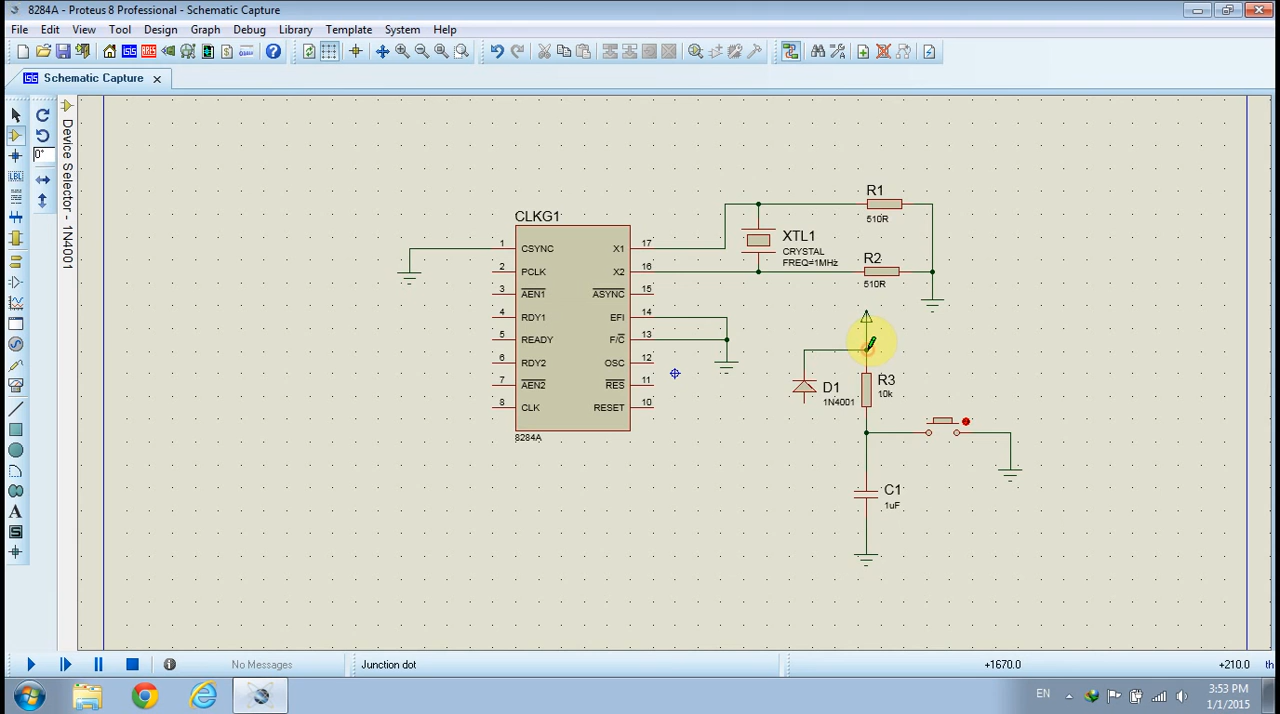 8284A - Proteus 8 Professional - Schematic Capture
File Edit View Tool Design Graph Debug Library Template System Help
Schematic Capture
0°
LBL
Device Selector - 1N4001
R1
510R
CLKG1
XTL1
CRYSTAL
FREQ=1MHz
R2
510R
1 CSYNC X1 17
2 PCLK X2 16
3 AEN1 ASYNC 15
4 RDY1 EFI 14
5 READY F/C 13
6 RDY2 OSC 12
7 AEN2 RES 11
8 CLK RESET 10
8284A
R3
10k
D1
1N4001
C1
1uF
A
No Messages
Junction dot
+1670.0
+210.0
th
EN
3:53 PM
1/1/2015